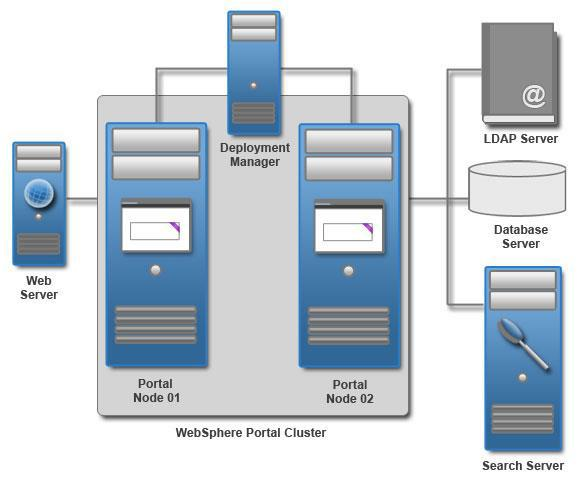 Deployment
Manager
@
LDAP Server
Database
Server
Web
Server
Portal
Node 01
Portal
Node 02
WebSphere Portal Cluster
Search Server